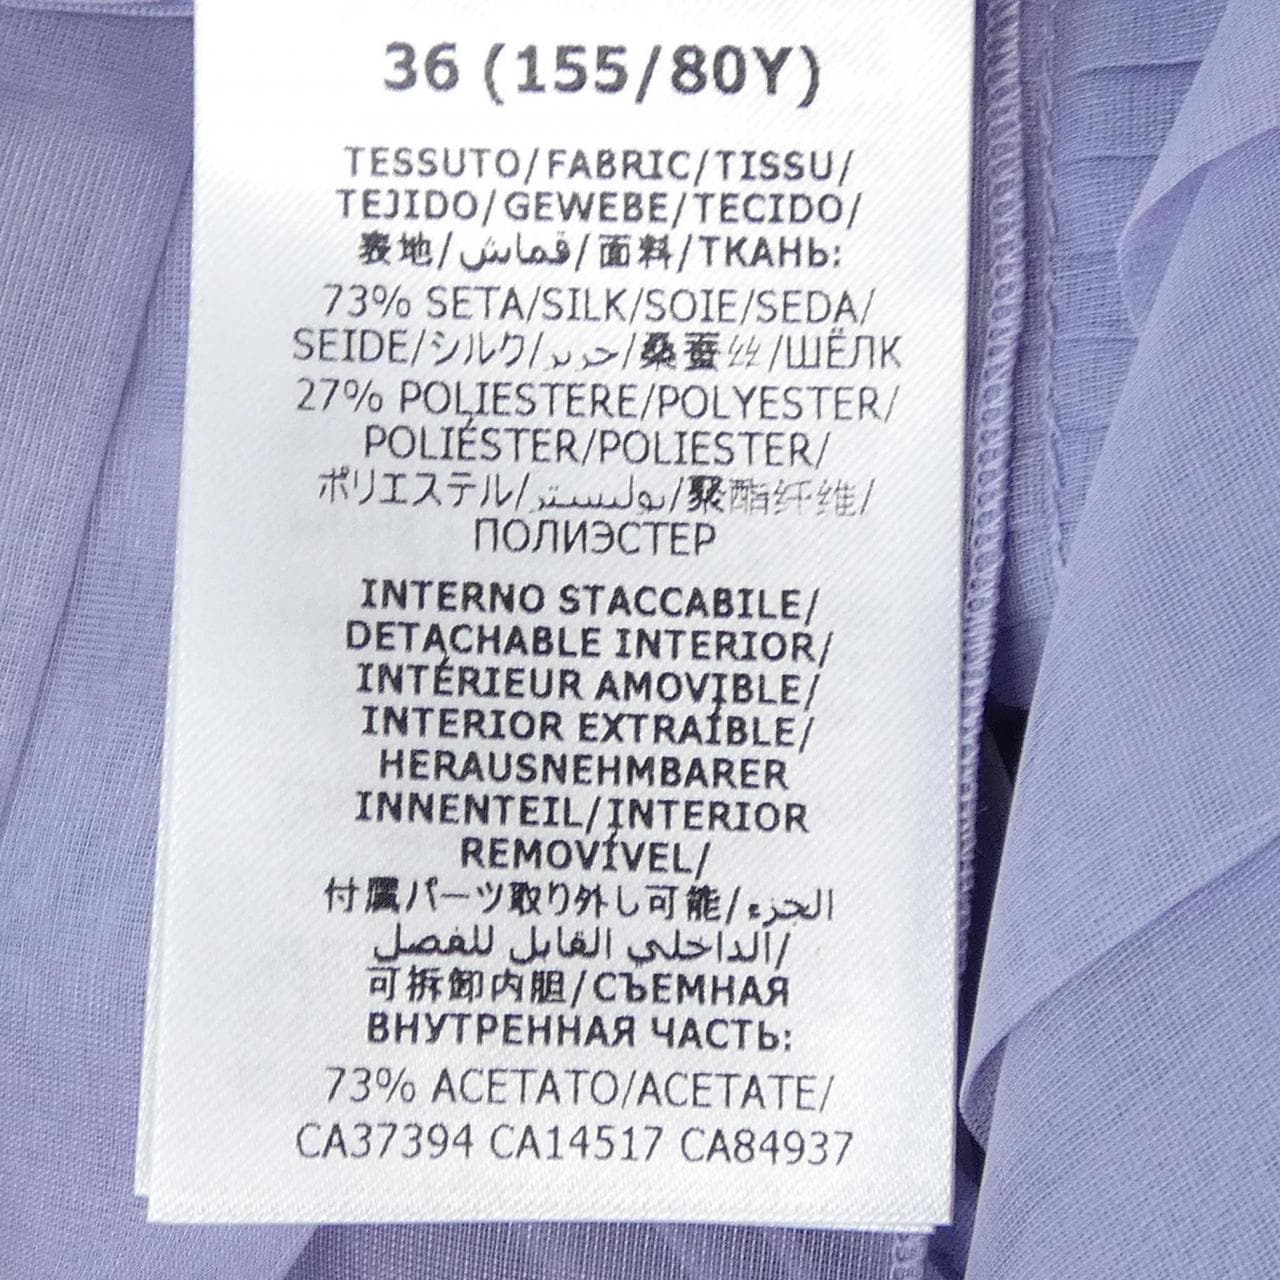 36 (155/80Y)
TESSUTO/FABRIC/TISSU/
TEJIDO/GEWEBE/TECIDO/
表地/قماش/面料/ТКАНЬ:
73% SETA/SILK/SOIE/SEDA/
SEIDE/シルク/حرير/桑蚕丝/ШЁЛК
27% POLIESTERE/POLYESTER/
POLIÉSTER/POLIESTER/
ポリエステル/بوليستر/聚酯纤维/
ПОЛИЭСТЕР
INTERNO STACCABILE/
DETACHABLE INTERIOR/
INTÉRIEUR AMOVIBLE/
INTERIOR EXTRAÍBLE/
HERAUSNEHMBARER
INNENTEIL/INTERIOR
REMOVÍVEL/
付属パーツ取り外し可能/الجزء
الداخلي القابل للفصل/
可拆卸内胆/СЪЕМНАЯ
ВНУТРЕННАЯ ЧАСТЬ:
73% ACETATO/ACETATE/
CA37394 CA14517 CA84937